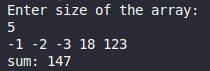 Enter size of the array:
5
-1 -2 -3 18 123
sum: 147